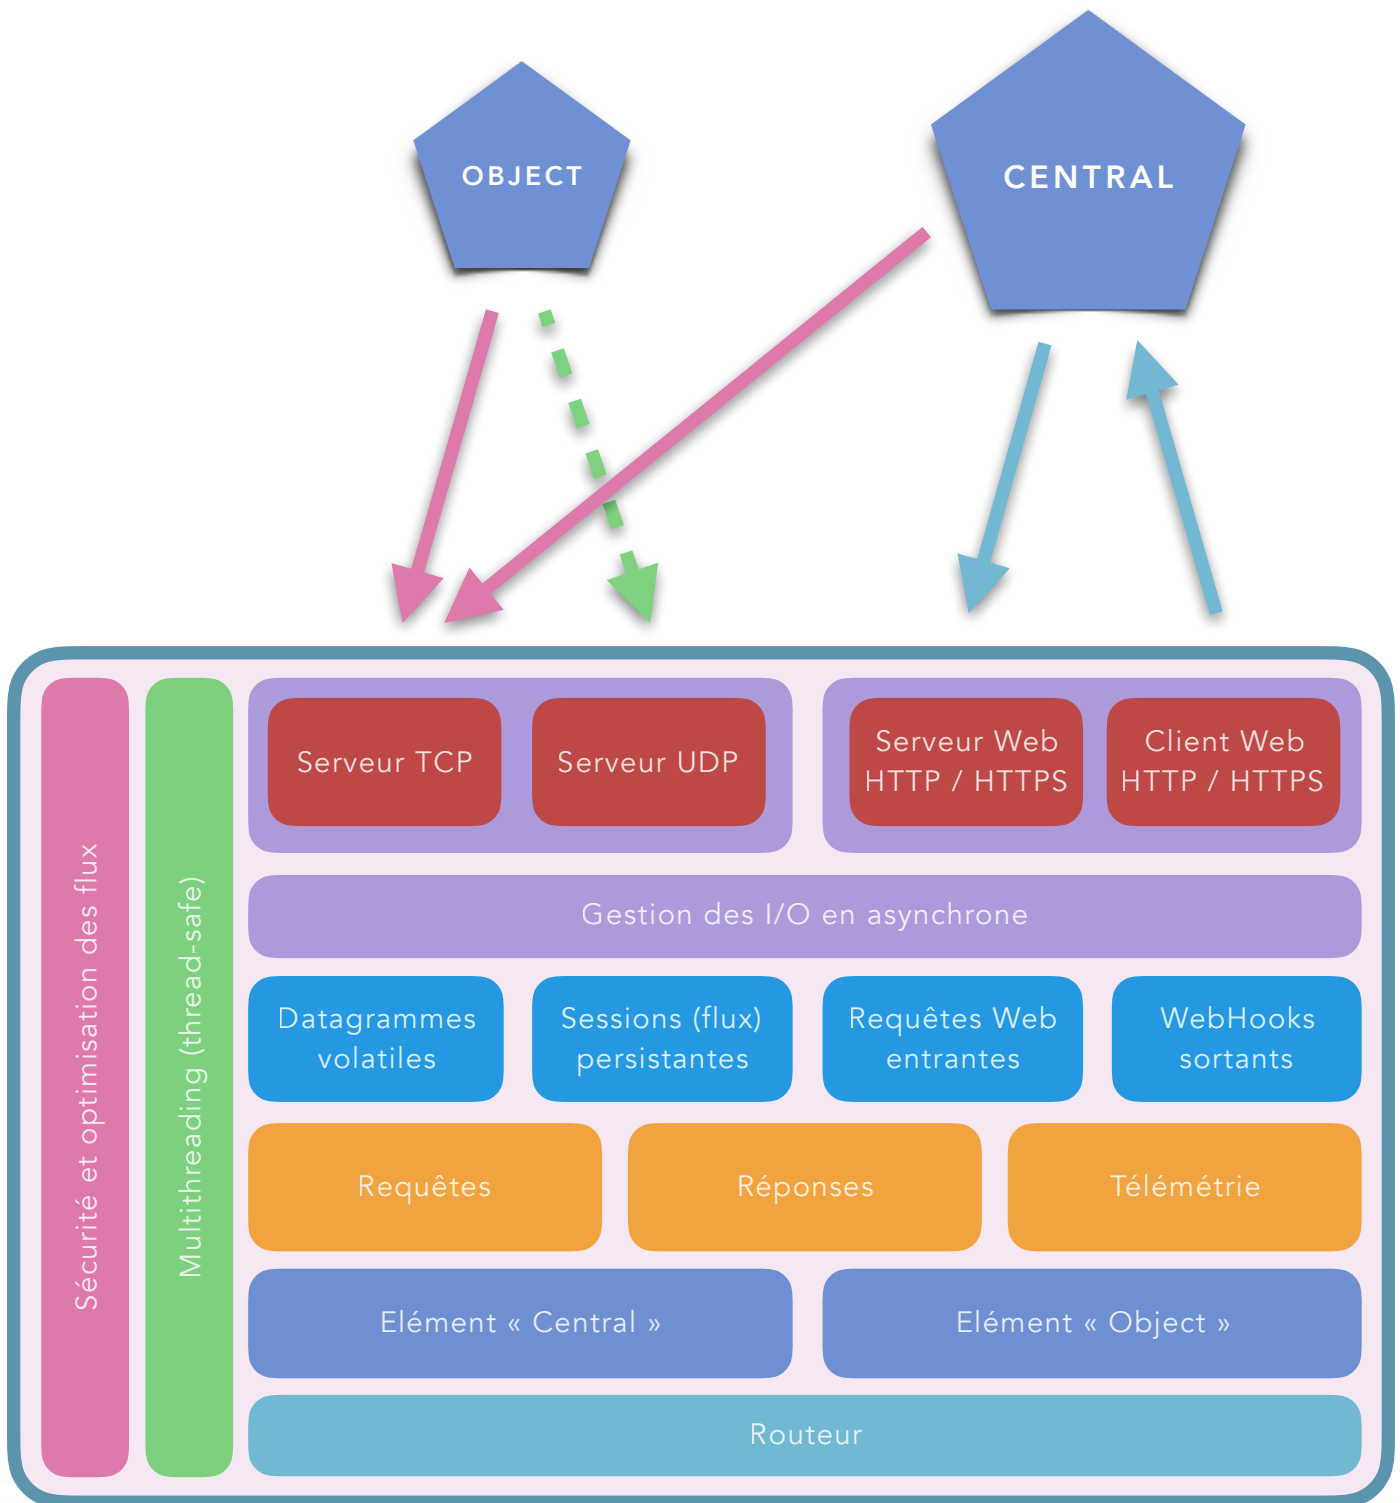 OBJECT
CENTRAL
Sécurité et optimisation des flux
Multithreading (thread-safe)
Serveur TCP
Serveur UDP
Serveur Web
HTTP / HTTPS
Client Web
HTTP / HTTPS
Gestion des I/O en asynchrone
Datagrammes
volatiles
Sessions (flux)
persistantes
Requêtes Web
entrantes
WebHooks
sortants
Requêtes
Réponses
Télémétrie
Elément « Central »
Elément « Object »
Routeur